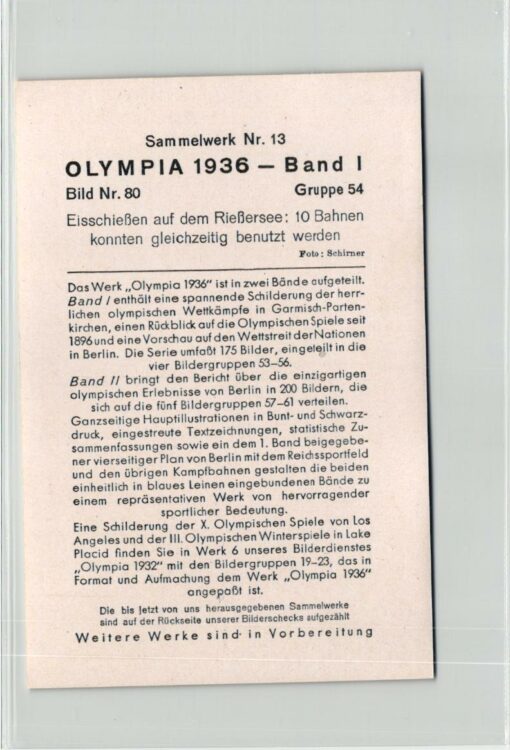 Sammelwerk Nr. 13
OLYMPIA 1936 – Band I
Bild Nr. 80 Gruppe 54
Eisschießen auf dem Rießersee: 10 Bahnen
konnten gleichzeitig benutzt werden
Foto: Schirner
Das Werk „Olympia 1936" ist in zwei Bände aufgeteilt.
Band I enthält eine spannende Schilderung der herr-
lichen olympischen Wettkämpfe in Garmisch-Parten-
kirchen, einen Rückblick auf die Olympischen Spiele seit
1896 und eine Vorschau auf den Wettstreit der Nationen
in Berlin. Die Serie umfaßt 175 Bilder, eingeteilt in die
vier Bildergruppen 53–56.
Band II bringt den Bericht über die einzigartigen
olympischen Erlebnisse von Berlin in 200 Bildern, die
sich auf die fünf Bildergruppen 57–61 verteilen.
Ganzseitige Hauptillustrationen in Bunt- und Schwarz-
druck, eingestreute Textzeichnungen, statistische Zu-
sammenfassungen sowie ein dem 1. Band beigegebe-
ner vierseitiger Plan von Berlin mit dem Reichssportfeld
und den übrigen Kampfbahnen gestalten die beiden
einheitlich in blaues Leinen eingebundenen Bände zu
einem repräsentativen Werk von hervorragender
sportlicher Bedeutung.
Eine Schilderung der X. Olympischen Spiele von Los
Angeles und der III. Olympischen Winterspiele in Lake
Placid finden Sie in Werk 6 unseres Bilderdienstes
„Olympia 1932" mit den Bildergruppen 19–23, das in
Format und Aufmachung dem Werk „Olympia 1936"
angepaßt ist.
Die bis jetzt von uns herausgegebenen Sammelwerke
sind auf der Rückseite unserer Bilderschecks aufgezählt
Weitere Werke sind in Vorbereitung